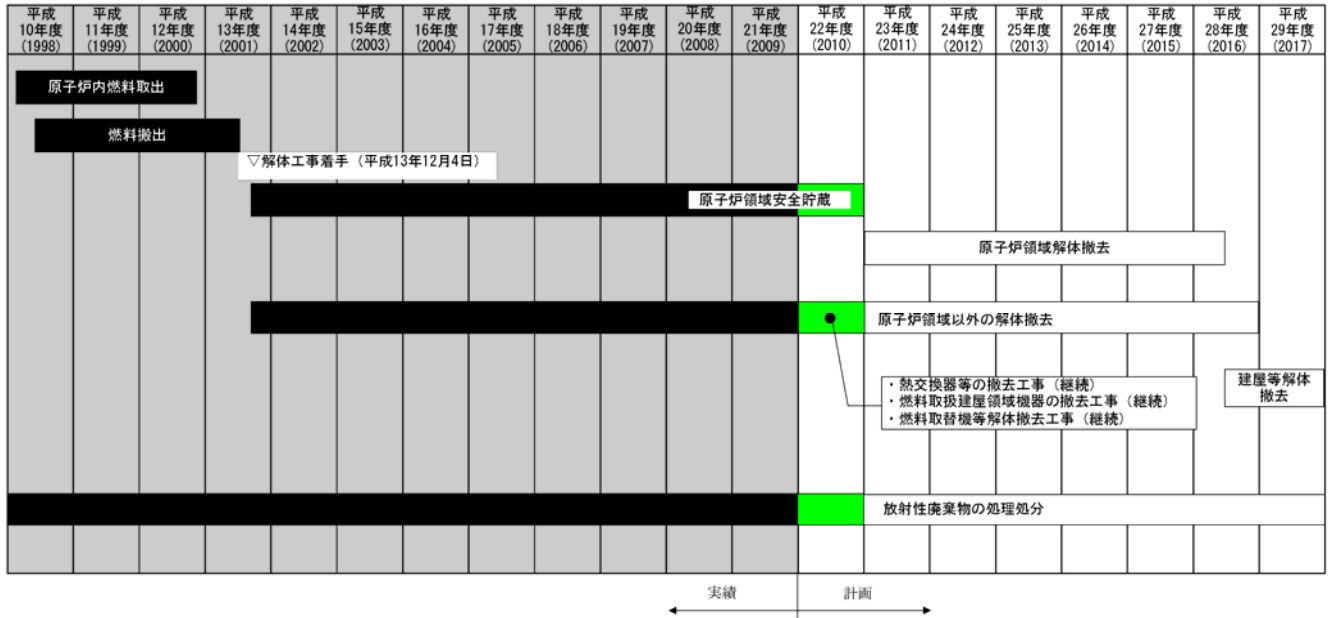 平成 平成 平成 平成 平成 平成 平成 平成 平成 平成 平成 平成 平成 平成 平成 平成 平成 平成 平成 平成
10年度 11年度 12年度 13年度 14年度 15年度 16年度 17年度 18年度 19年度 20年度 21年度 22年度 23年度 24年度 25年度 26年度 27年度 28年度 29年度
(1998) (1999) (2000) (2001) (2002) (2003) (2004) (2005) (2006) (2007) (2008) (2009) (2010) (2011) (2012) (2013) (2014) (2015) (2016) (2017)
原子炉内燃料取出
燃料搬出
▽解体工事着手（平成13年12月4日）
原子炉領域安全貯蔵
原子炉領域解体撤去
原子炉領域以外の解体撤去
・熱交換器等の撤去工事（継続）
・燃料取扱建屋領域機器の撤去工事（継続）
・燃料取替機等解体撤去工事（継続）
建屋等解体
撤去
放射性廃棄物の処理処分
実績 計画